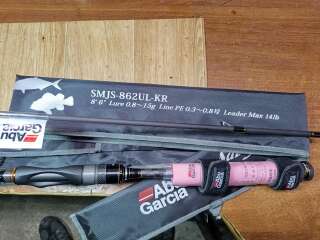 SMJS-862UL-KR
8'6" Lure 0.8~15g Line PE 0.3~0.8号 Leader Max 14lb
Abu
Garcia
Abu
Garcia